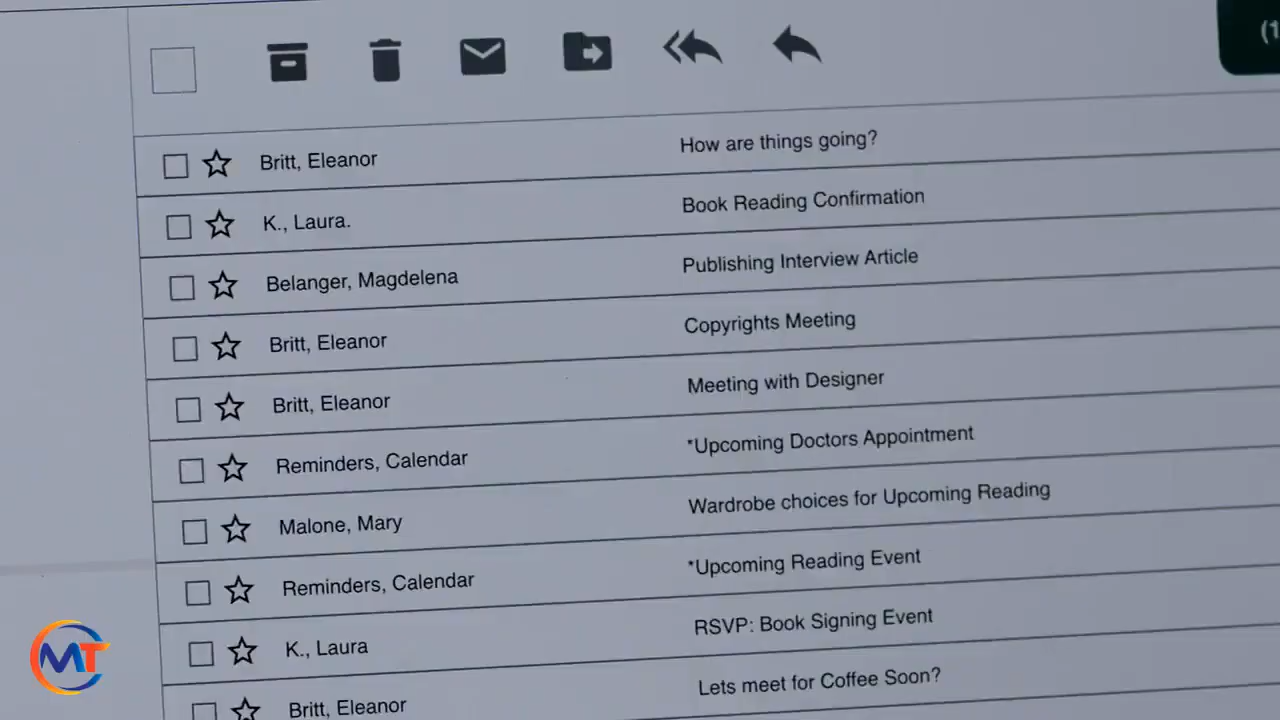 (1
Britt, Eleanor How are things going?
K., Laura. Book Reading Confirmation
Belanger, Magdelena Publishing Interview Article
Britt, Eleanor Copyrights Meeting
Britt, Eleanor Meeting with Designer
Reminders, Calendar *Upcoming Doctors Appointment
Malone, Mary Wardrobe choices for Upcoming Reading
Reminders, Calendar *Upcoming Reading Event
K., Laura RSVP: Book Signing Event
Britt, Eleanor Lets meet for Coffee Soon?
MT